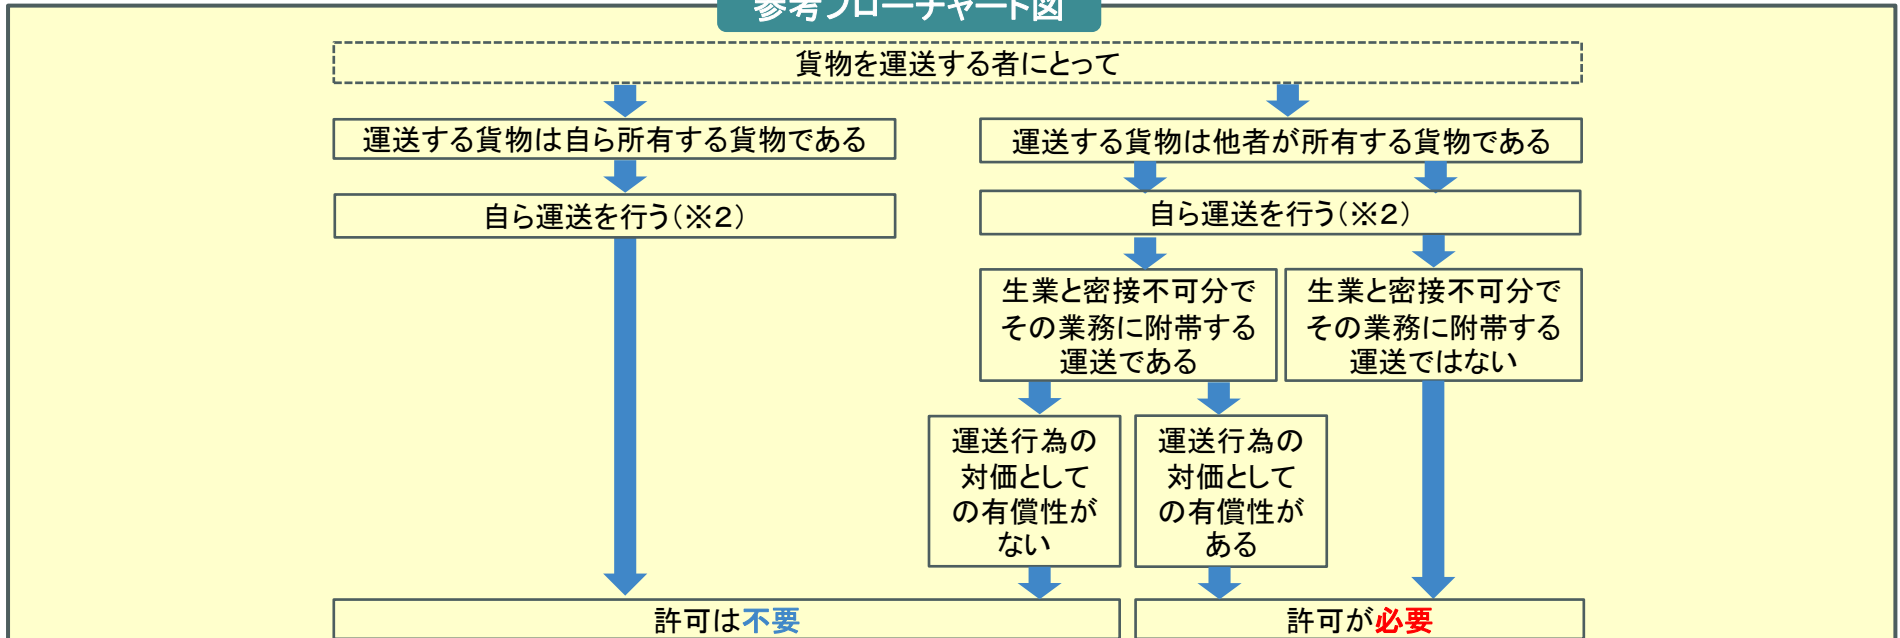 参考フローチャート図
貨物を運送する者にとって
運送する貨物は自ら所有する貨物である
運送する貨物は他者が所有する貨物である
自ら運送を行う(※2)
自ら運送を行う(※2)
生業と密接不可分で
その業務に附帯する
運送である
生業と密接不可分で
その業務に附帯する
運送ではない
運送行為の
対価として
の有償性が
ない
運送行為の
対価として
の有償性が
ある
許可は不要
許可が必要